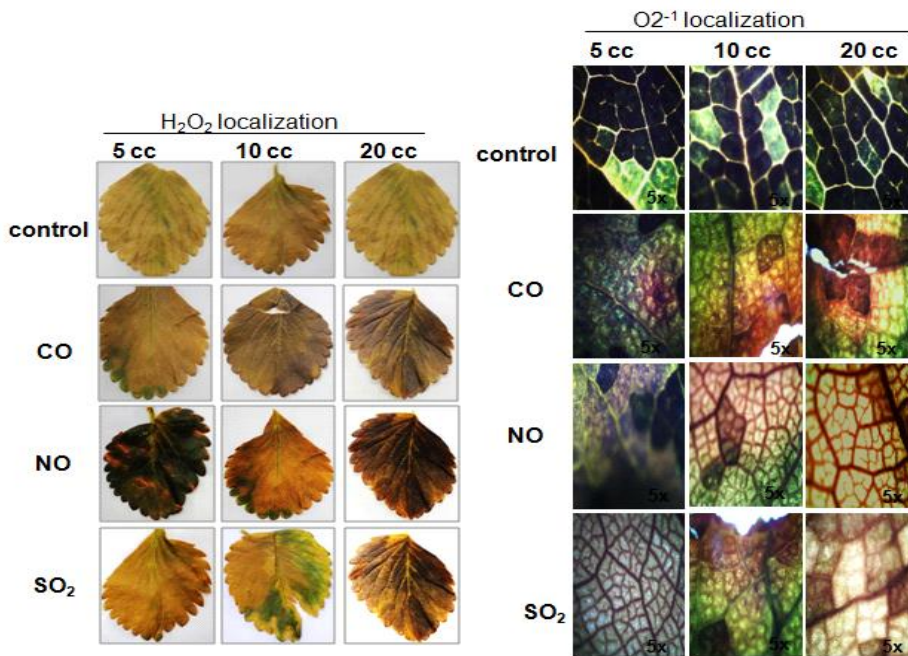 H₂O₂ localization
5 cc 10 cc 20 cc
control
CO
NO
SO₂
O2⁻¹ localization
5 cc 10 cc 20 cc
control
5x 5x 5x
CO
5x 5x 5x
NO
5x 5x 5x
SO₂
5x 5x 5x